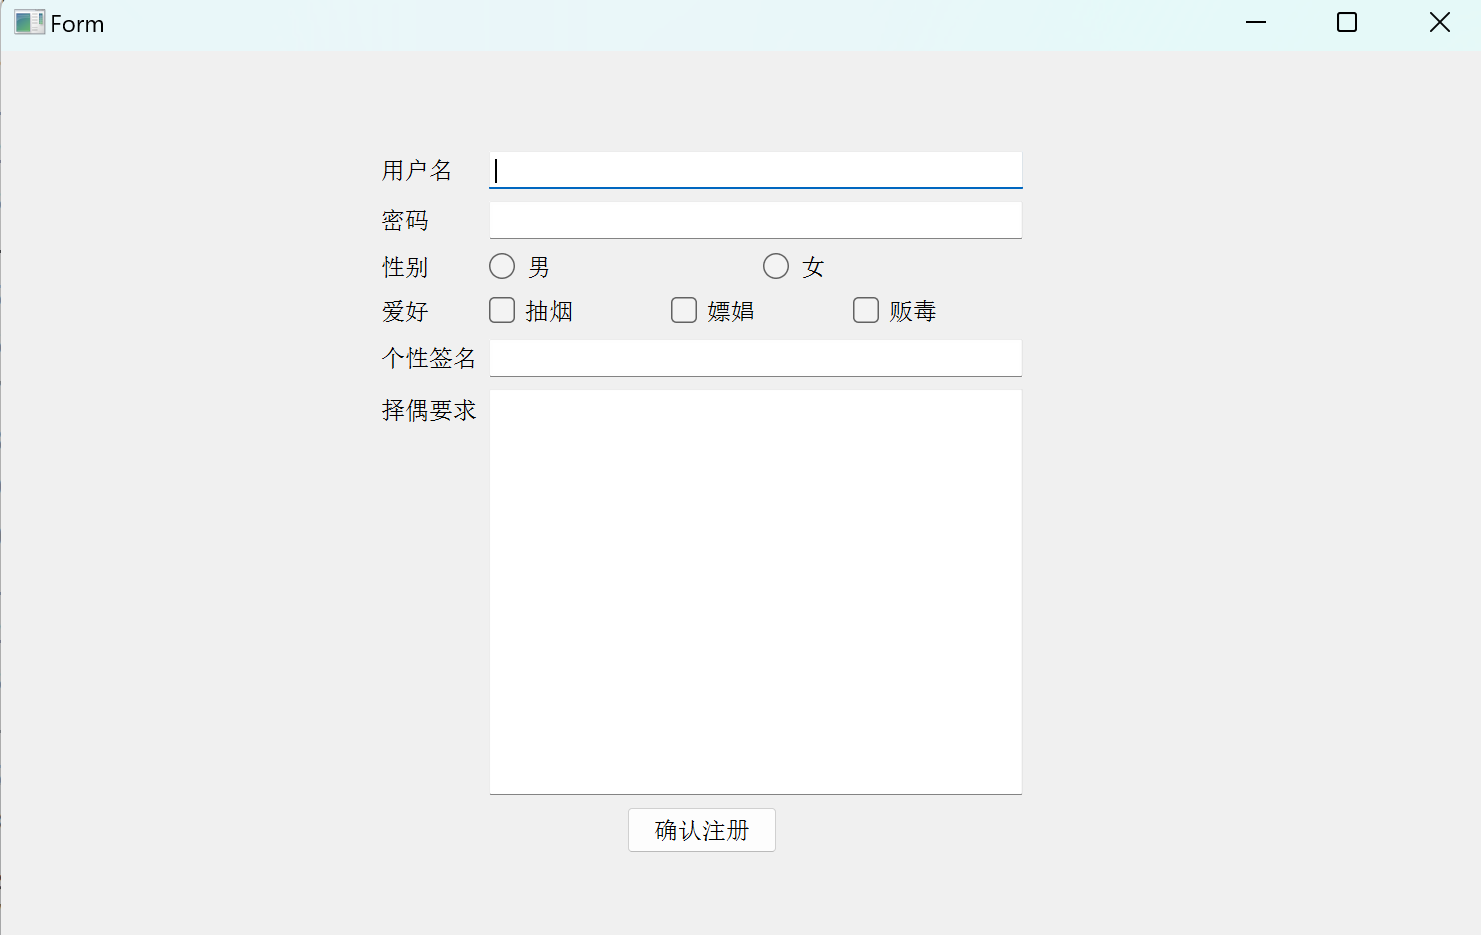 Form
用户名
密码
性别 男 女
爱好 抽烟 嫖娼 贩毒
个性签名
择偶要求
确认注册